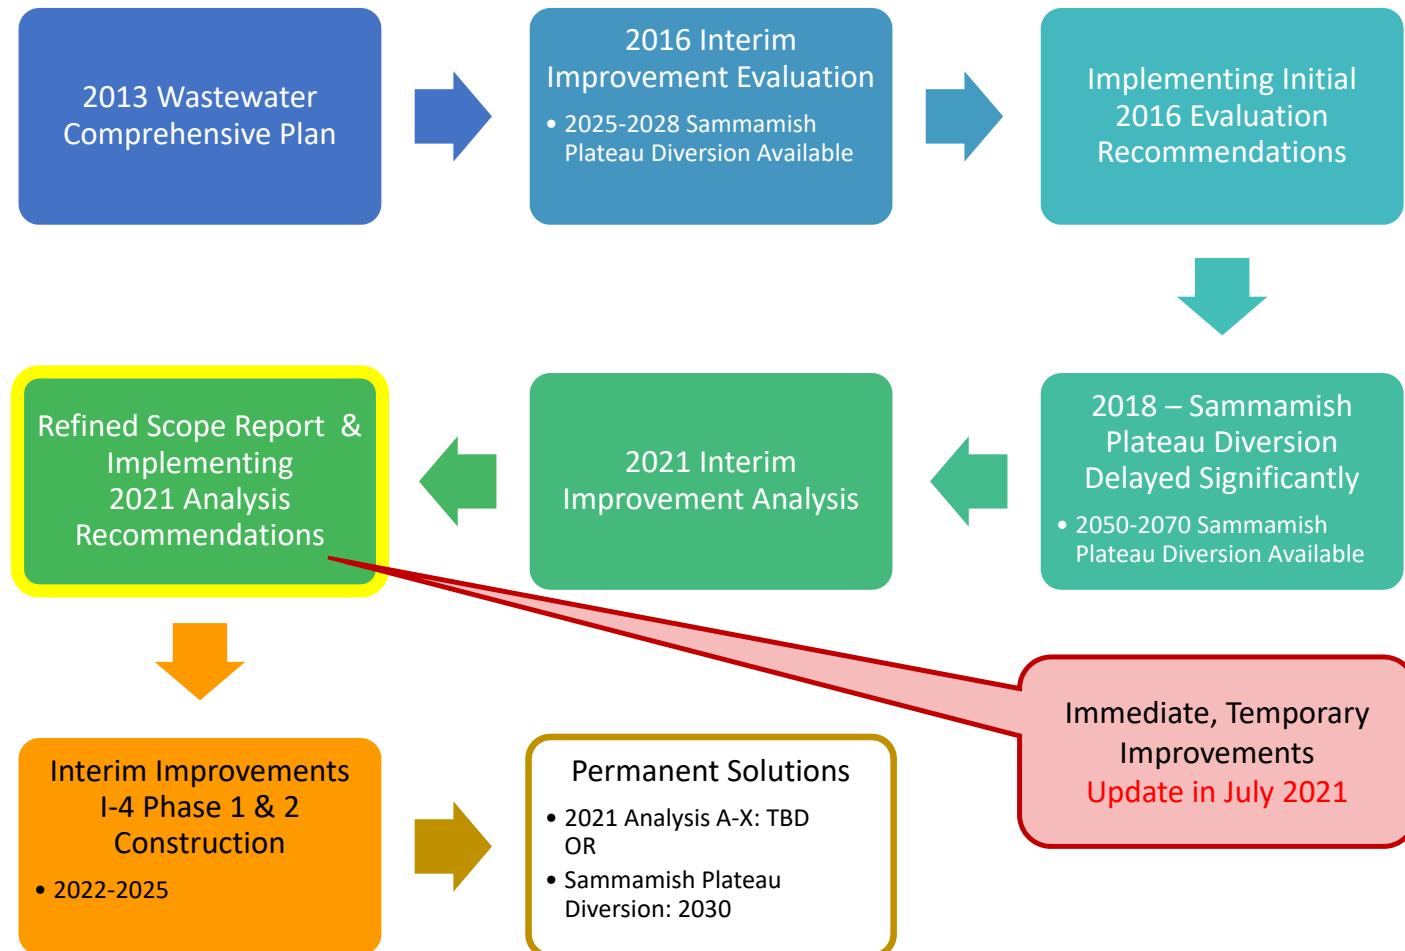 2013 Wastewater
Comprehensive Plan
2016 Interim
Improvement Evaluation
• 2025-2028 Sammamish
Plateau Diversion Available
Implementing Initial
2016 Evaluation
Recommendations
2018 – Sammamish
Plateau Diversion
Delayed Significantly
• 2050-2070 Sammamish
Plateau Diversion Available
2021 Interim
Improvement Analysis
Refined Scope Report &
Implementing
2021 Analysis
Recommendations
Immediate, Temporary
Improvements
Update in July 2021
Interim Improvements
I-4 Phase 1 & 2
Construction
• 2022-2025
Permanent Solutions
• 2021 Analysis A-X: TBD
OR
• Sammamish Plateau
Diversion: 2030